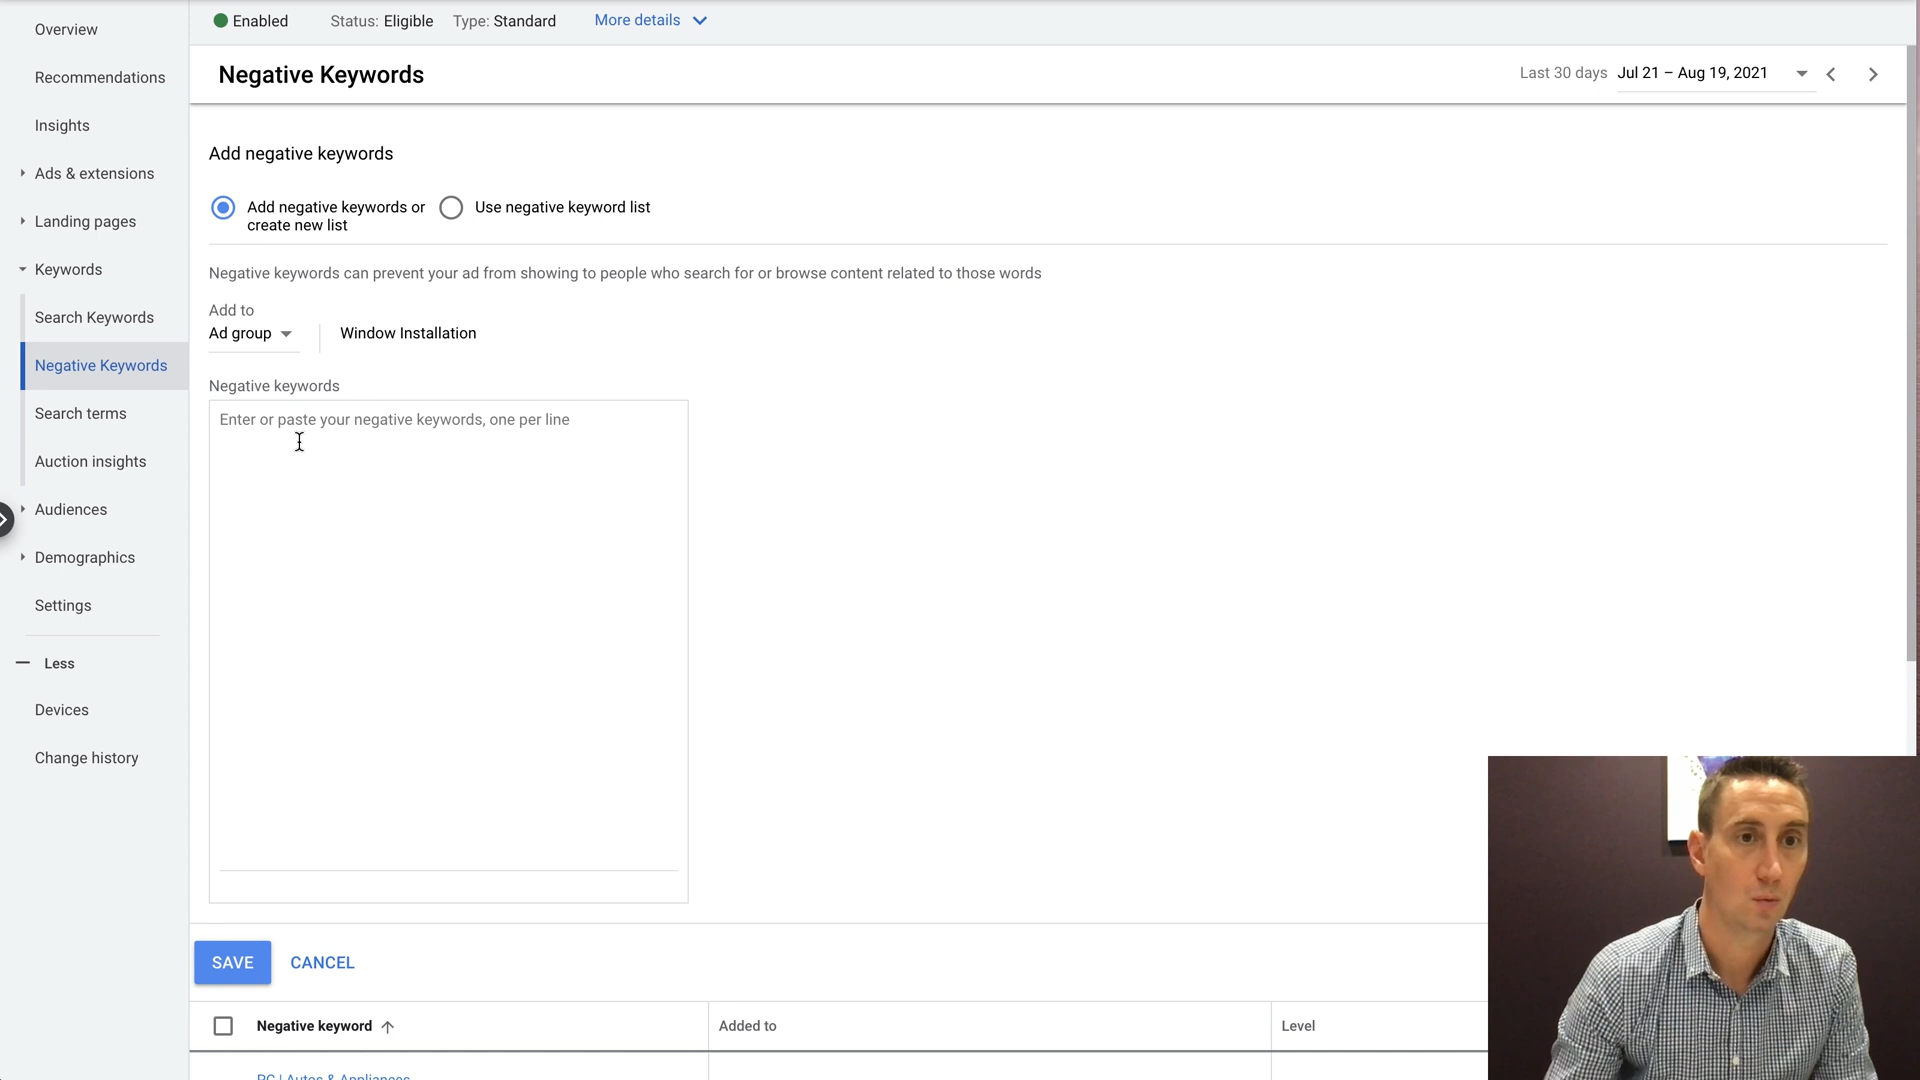 Enabled
Status: Eligible
Type: Standard
More details
Overview
Recommendations
Insights
Ads & extensions
Landing pages
Keywords
Search Keywords
Negative Keywords
Search terms
Auction insights
Audiences
Demographics
Settings
Less
Devices
Change history
Negative Keywords
Last 30 days Jul 21 – Aug 19, 2021
Add negative keywords
Add negative keywords or
create new list
Use negative keyword list
Negative keywords can prevent your ad from showing to people who search for or browse content related to those words
Add to
Ad group
Window Installation
Negative keywords
Enter or paste your negative keywords, one per line
SAVE
CANCEL
Negative keyword
Added to
Level
PC | Autos & Appliances